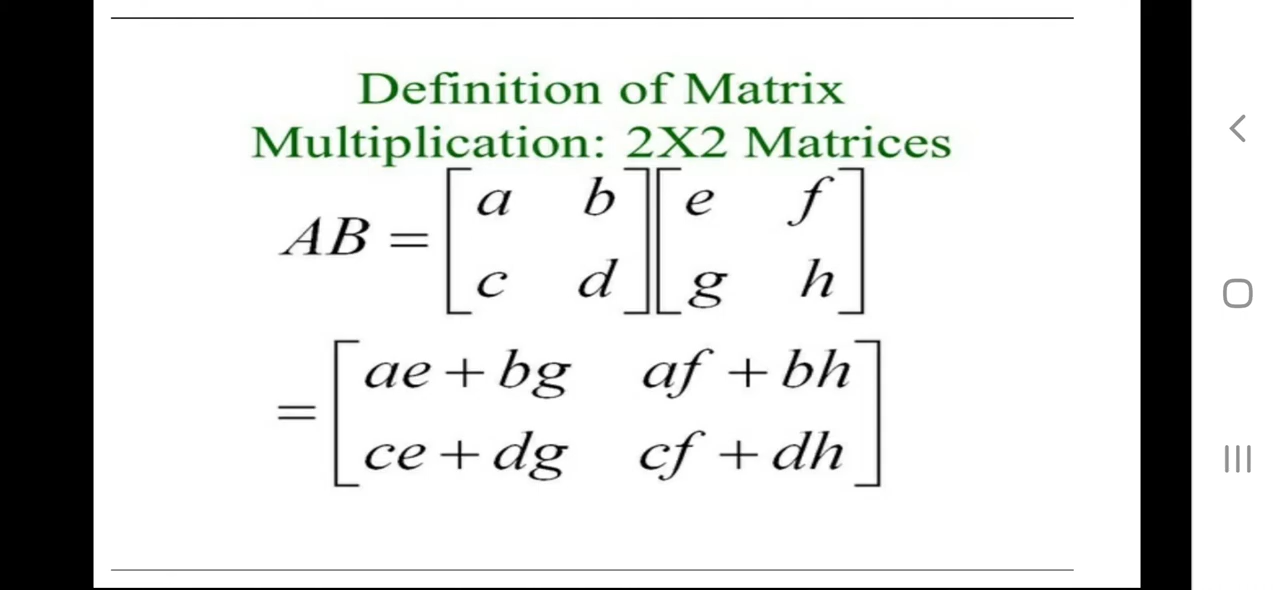 Definition of Matrix
Multiplication: 2X2 Matrices
AB = [a b] [e f]
[c d] [g h]
= [ae + bg af + bh]
[ce + dg cf + dh]